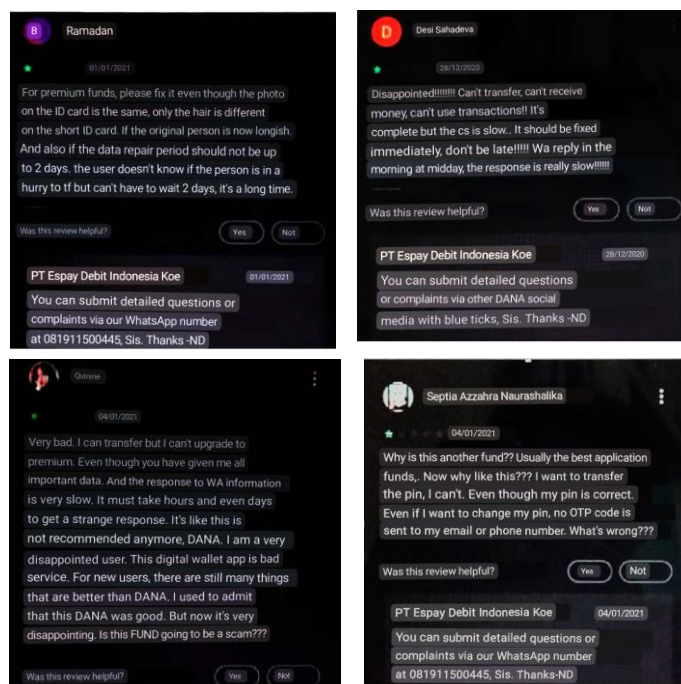 B
Ramadan
01/01/2021
For premium funds, please fix it even though the photo
on the ID card is the same, only the hair is different
on the short ID card. If the original person is now longish.
And also if the data repair period should not be up
to 2 days. the user doesn't know if the person is in a
hurry to tf but can't have to wait 2 days, it's a long time.
Was this review helpful?
Yes
Not
PT Espay Debit Indonesia Koe
01/01/2021
You can submit detailed questions or
complaints via our WhatsApp number
at 081911500445, Sis. Thanks -ND
D
Desi Sahadeva
28/12/2020
Disappointed!!!!!!!! Can't transfer, can't receive
money, can't use transactions!! It's
complete but the cs is slow.. It should be fixed
immediately, don't be late!!!!! Wa reply in the
morning at midday, the response is really slow!!!!!!
Was this review helpful?
Yes
Not
PT Espay Debit Indonesia Koe
28/12/2020
You can submit detailed questions
or complaints via other DANA social
media with blue ticks, Sis. Thanks -ND
Quinine
04/01/2021
Very bad. I can transfer but I can't upgrade to
premium. Even though you have given me all
important data. And the response to WA information
is very slow. It must take hours and even days
to get a strange response. It's like this is
not recommended anymore, DANA. I am a very
disappointed user. This digital wallet app is bad
service. For new users, there are still many things
that are better than DANA. I used to admit
that this DANA was good. But now it's very
disappointing. Is this FUND going to be a scam???
Was this review helpful?
Yes
Not
Septia Azzahra Naurashalika
04/01/2021
Why is this another fund?? Usually the best application
funds,. Now why like this??? I want to transfer
the pin, I can't. Even though my pin is correct.
Even if I want to change my pin, no OTP code is
sent to my email or phone number. What's wrong???
Was this review helpful?
Yes
Not
PT Espay Debit Indonesia Koe
04/01/2021
You can submit detailed questions or
complaints via our WhatsApp number
at 081911500445, Sis. Thanks-ND